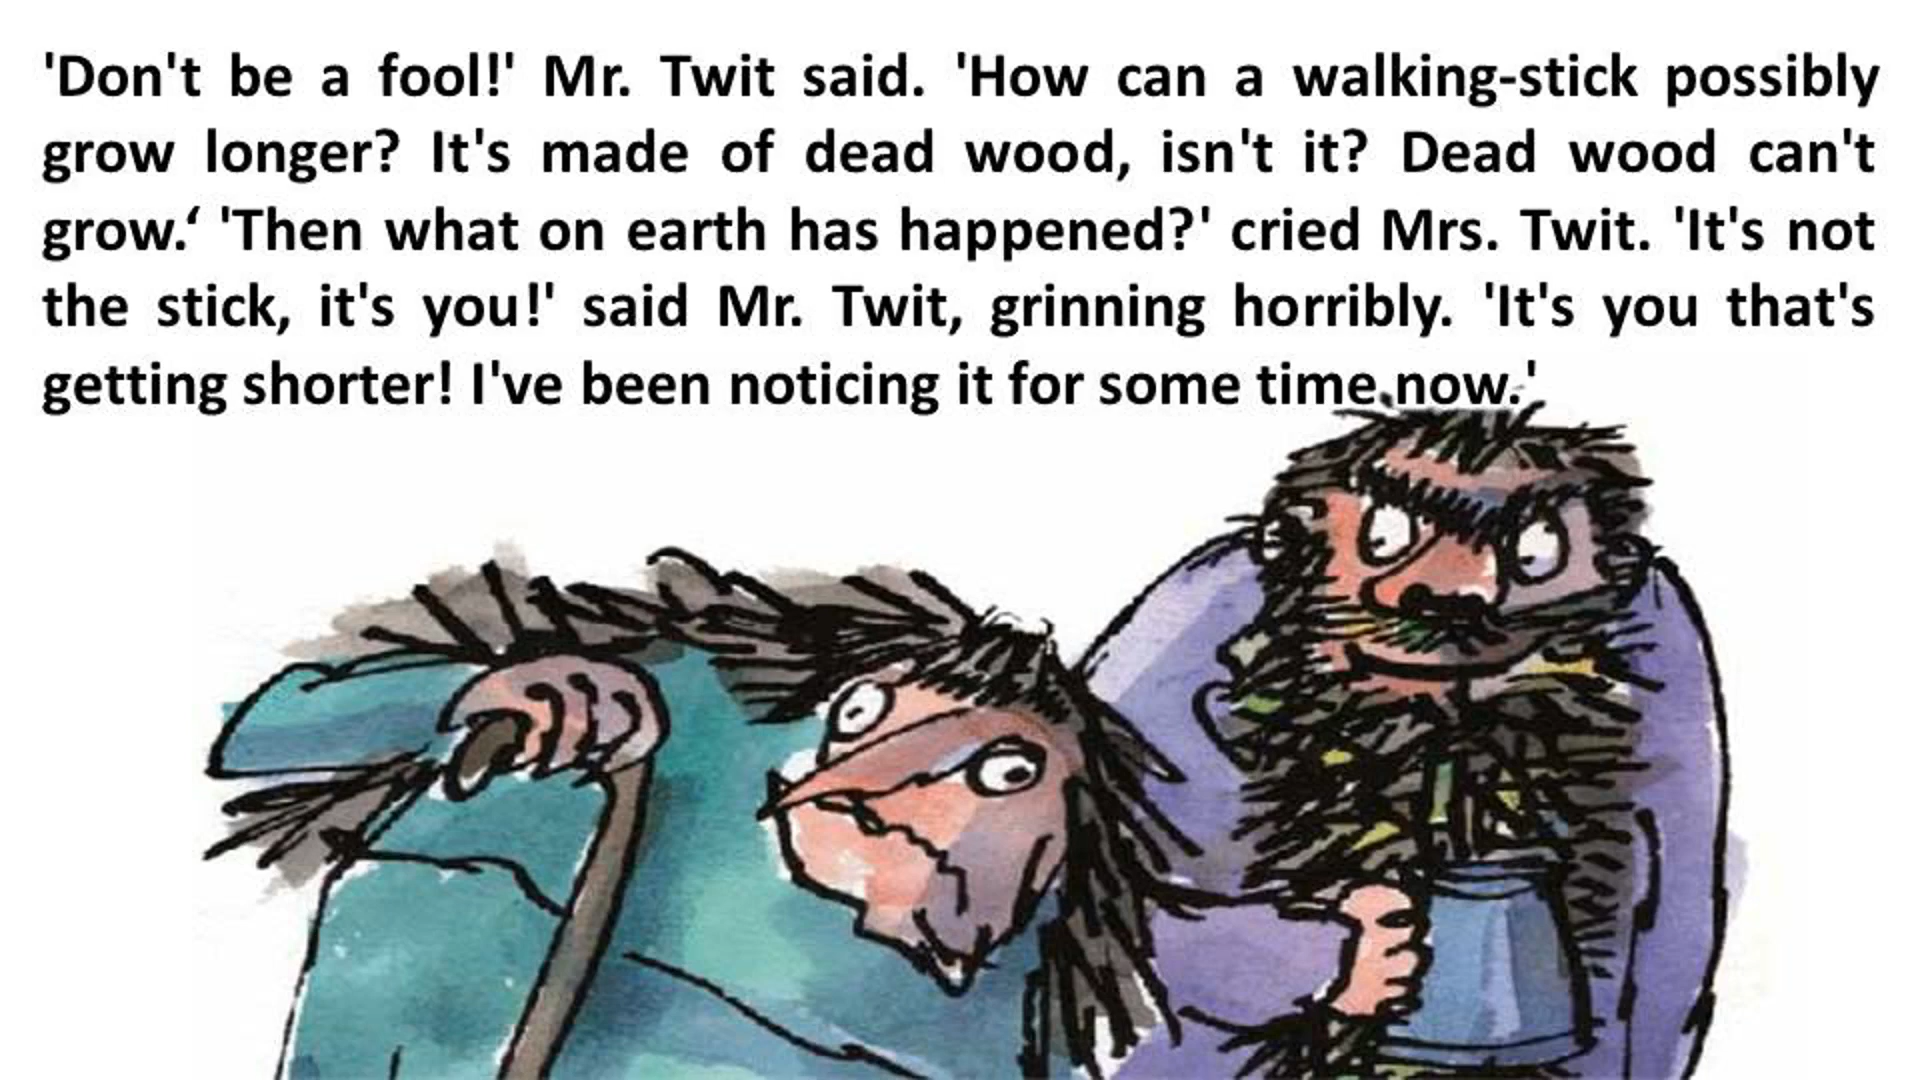 'Don't be a fool!' Mr. Twit said. 'How can a walking-stick possibly
grow longer? It's made of dead wood, isn't it? Dead wood can't
grow.‘ 'Then what on earth has happened?' cried Mrs. Twit. 'It's not
the stick, it's you!' said Mr. Twit, grinning horribly. 'It's you that's
getting shorter! I've been noticing it for some time now.'